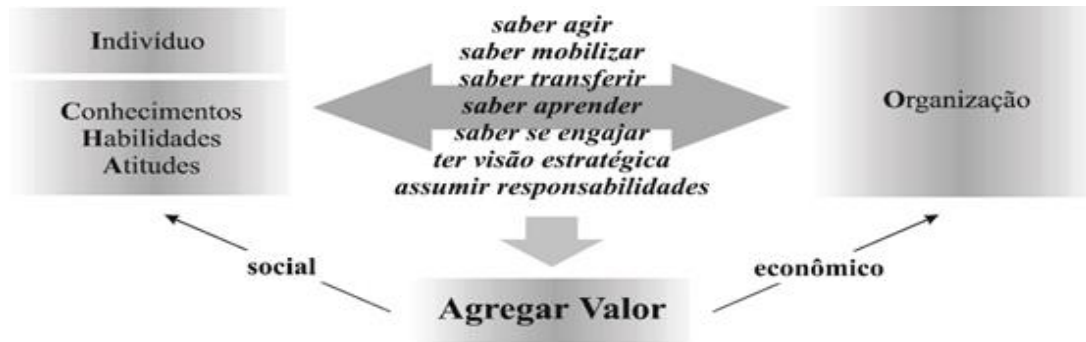 Indivíduo
Conhecimentos
Habilidades
Atitudes
saber agir
saber mobilizar
saber transferir
saber aprender
saber se engajar
ter visão estratégica
assumir responsabilidades
Organização
social
econômico
Agregar Valor